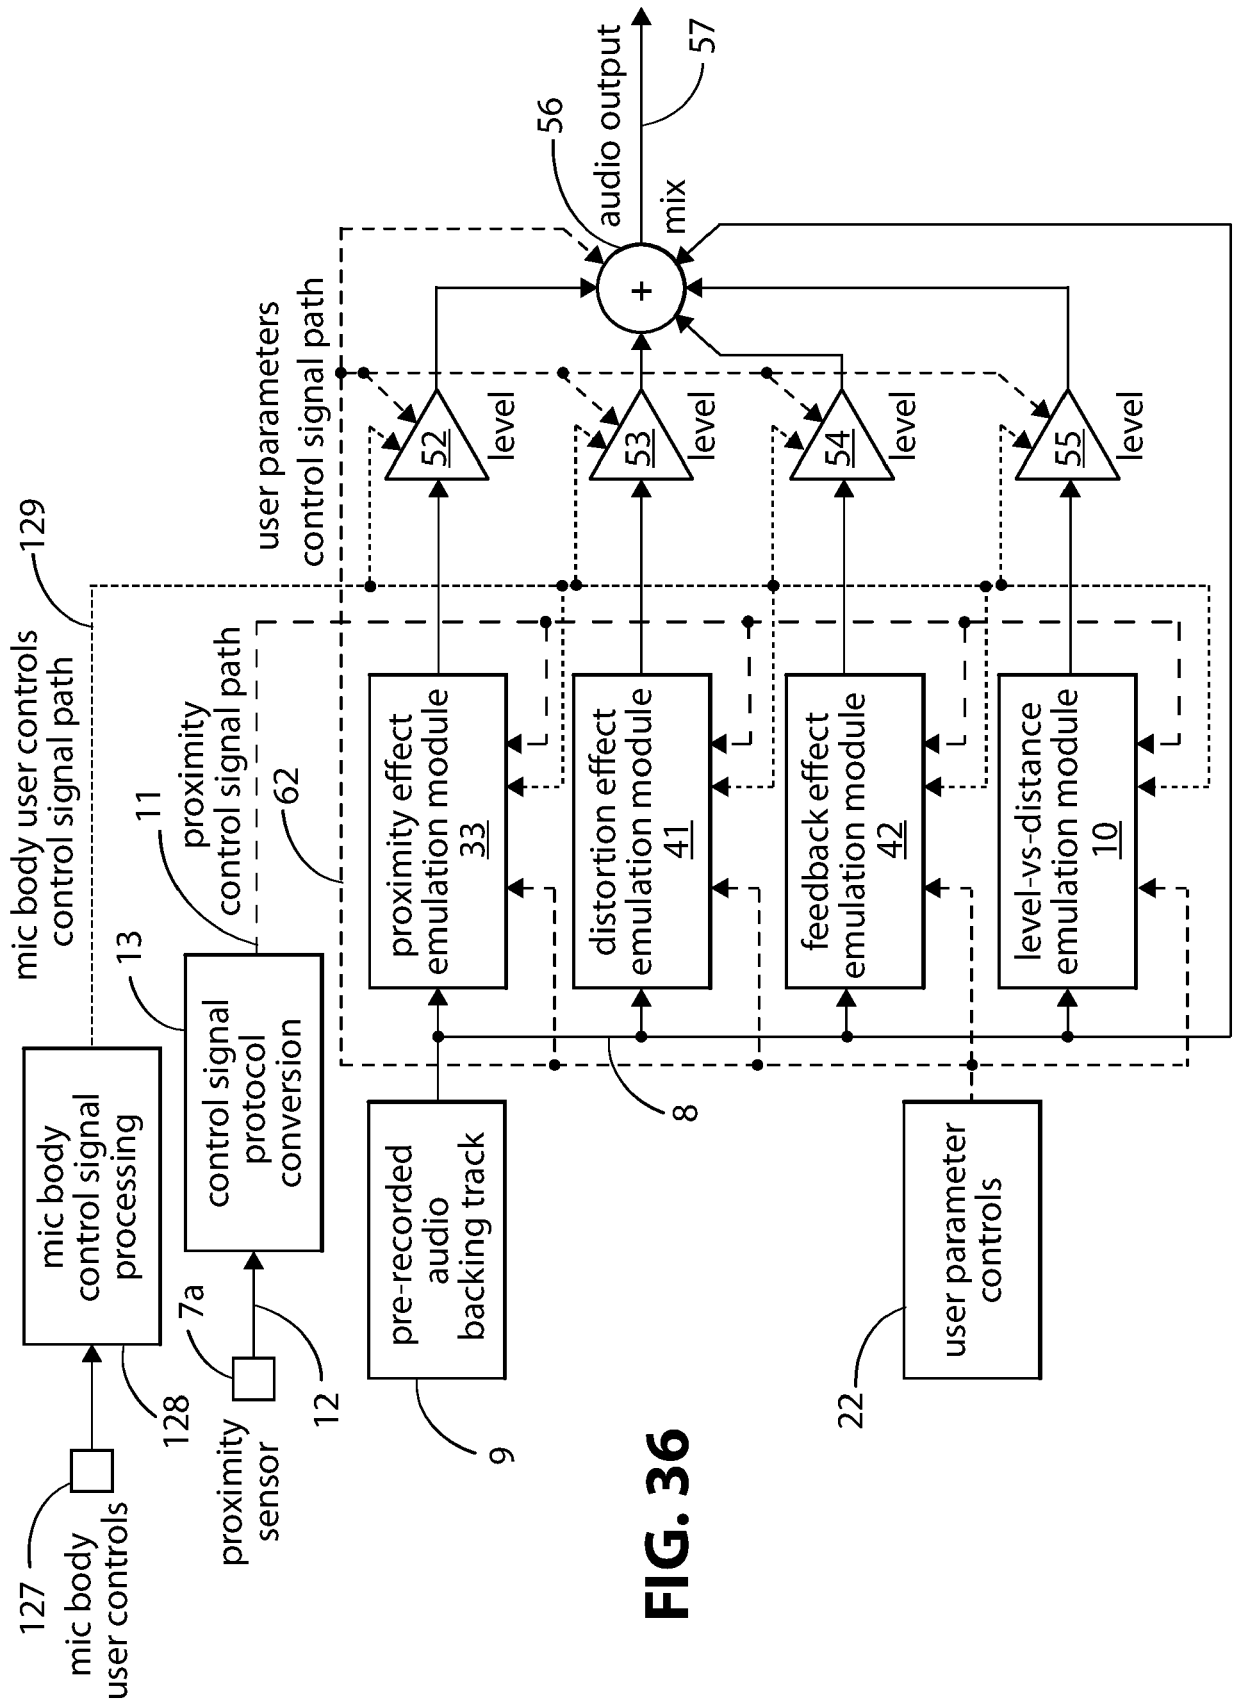 127
mic body
user controls
128
mic body
control signal
processing
mic body user controls
control signal path
129
proximity
sensor
7a
12
control signal
protocol
conversion
13
11
proximity
control signal path
62
user parameters
control signal path
9
pre-recorded
audio
backing track
8
22
user parameter
controls
proximity effect
emulation module
33
distortion effect
emulation module
41
feedback effect
emulation module
42
level-vs-distance
emulation module
10
52
level
53
level
54
level
55
level
+
56
mix
audio output
57
FIG. 36